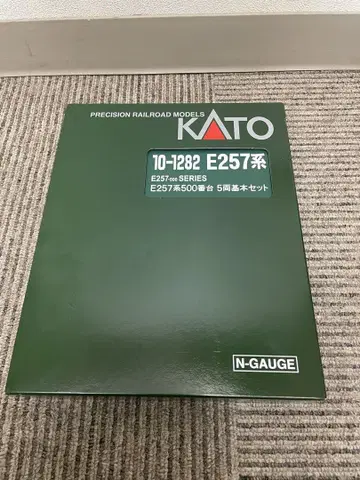 PRECISION RAILROAD MODELS
KATO
10-1282 E257系
E257-500 SERIES
E257系500番台 5両基本セット
N-GAUGE